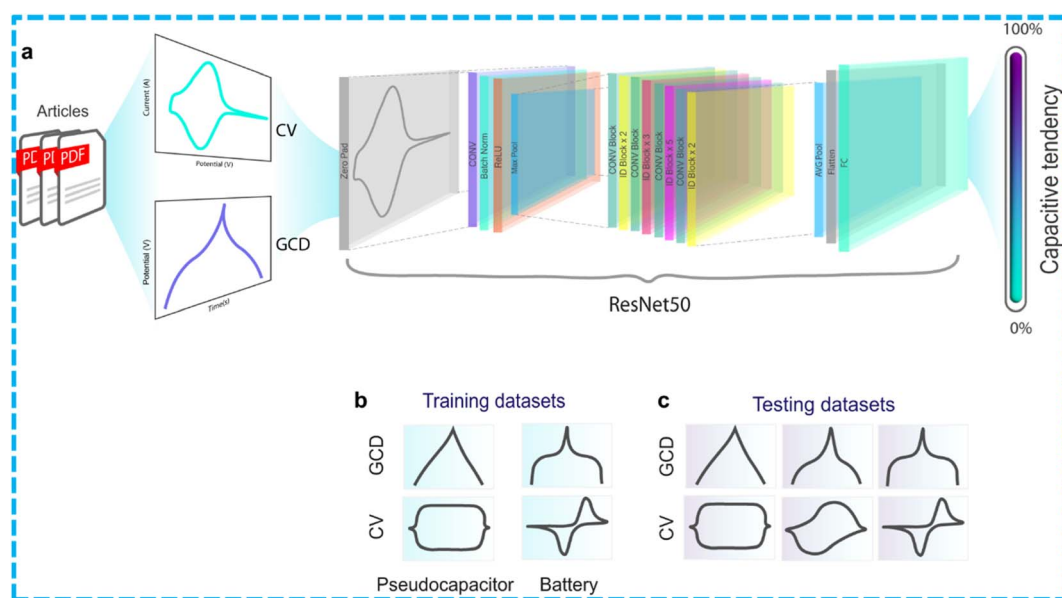 a
Articles
PDF
PDF
PDF
Current (A)
Potential (V)
CV
Potential (V)
Time(s)
GCD
Zero Pad
CONV
Batch Norm
ReLU
Max Pool
CONV Block
ID Block x 2
CONV Block
ID Block x 3
CONV Block
ID Block x 5
CONV Block
ID Block x 2
AVG Pool
Flatten
FC
ResNet50
100%
Capacitive tendency
0%
b
Training datasets
GCD
CV
Pseudocapacitor
Battery
c
Testing datasets
GCD
CV